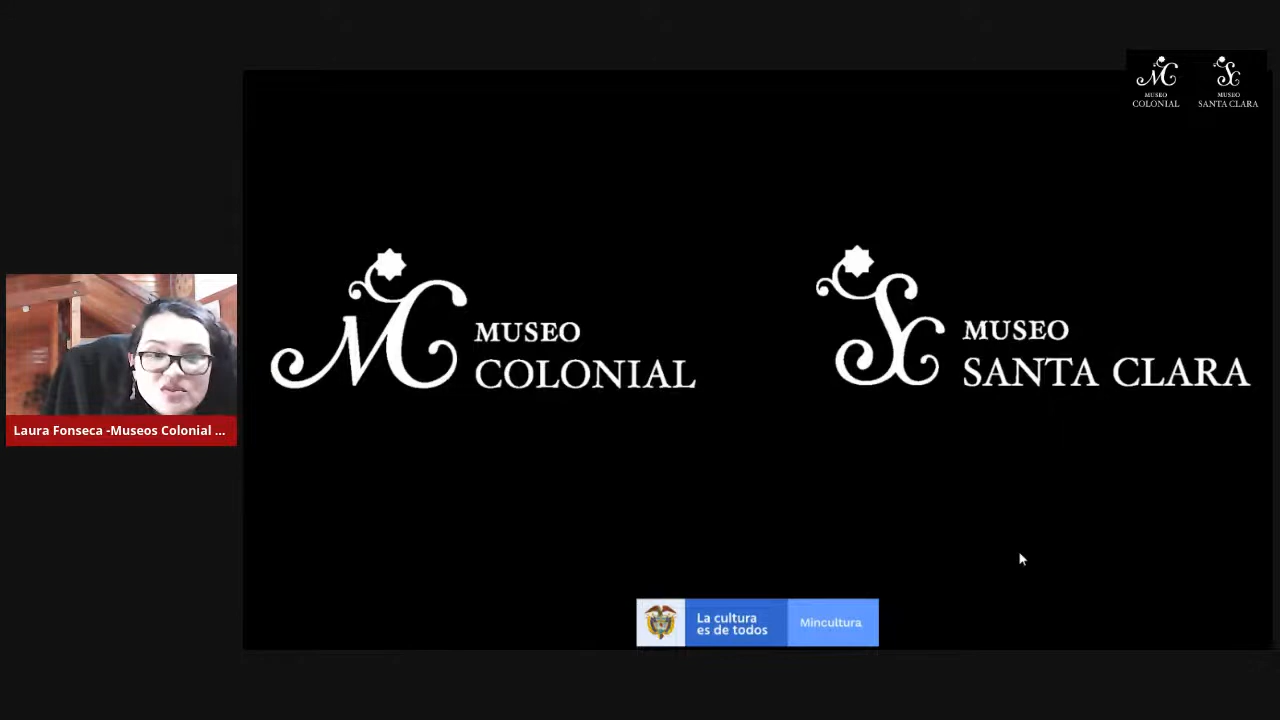 MUSEO
COLONIAL
MUSEO
SANTA CLARA
MUSEO
COLONIAL
MUSEO
SANTA CLARA
Laura Fonseca -Museos Colonial ...
La cultura
es de todos
Mincultura